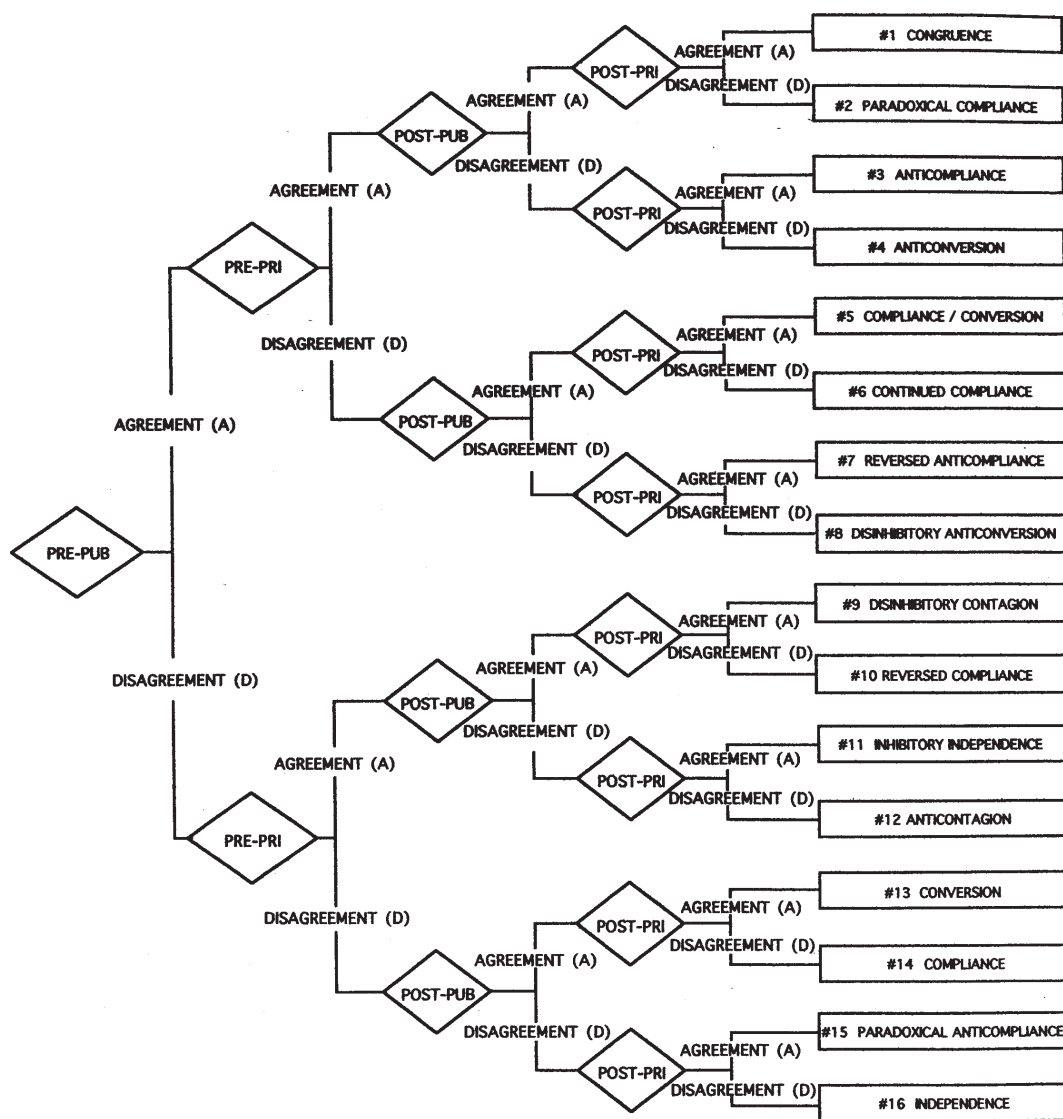 #1 CONGRUENCE
AGREEMENT (A)
POST-PRI
DISAGREEMENT (D)
AGREEMENT (A)
#2 PARADOXICAL COMPLIANCE
POST-PUB
DISAGREEMENT (D)
#3 ANTICOMPLIANCE
AGREEMENT (A)
AGREEMENT (A)
POST-PRI
DISAGREEMENT (D)
#4 ANTICONVERSION
PRE-PRI
#5 COMPLIANCE / CONVERSION
AGREEMENT (A)
DISAGREEMENT (D)
POST-PRI
DISAGREEMENT (D)
AGREEMENT (A)
#6 CONTINUED COMPLIANCE
POST-PUB
AGREEMENT (A)
DISAGREEMENT (D)
#7 REVERSED ANTICOMPLIANCE
AGREEMENT (A)
POST-PRI
DISAGREEMENT (D)
#8 DISINHIBITORY ANTICONVERSION
PRE-PUB
#9 DISINHIBITORY CONTAGION
AGREEMENT (A)
POST-PRI
DISAGREEMENT (D)
AGREEMENT (A)
#10 REVERSED COMPLIANCE
DISAGREEMENT (D)
POST-PUB
DISAGREEMENT (D)
#11 INHIBITORY INDEPENDENCE
AGREEMENT (A)
AGREEMENT (A)
POST-PRI
DISAGREEMENT (D)
#12 ANTICONTAGION
PRE-PRI
#13 CONVERSION
AGREEMENT (A)
DISAGREEMENT (D)
POST-PRI
DISAGREEMENT (D)
AGREEMENT (A)
#14 COMPLIANCE
POST-PUB
DISAGREEMENT (D)
#15 PARADOXICAL ANTICOMPLIANCE
AGREEMENT (A)
POST-PRI
DISAGREEMENT (D)
#16 INDEPENDENCE